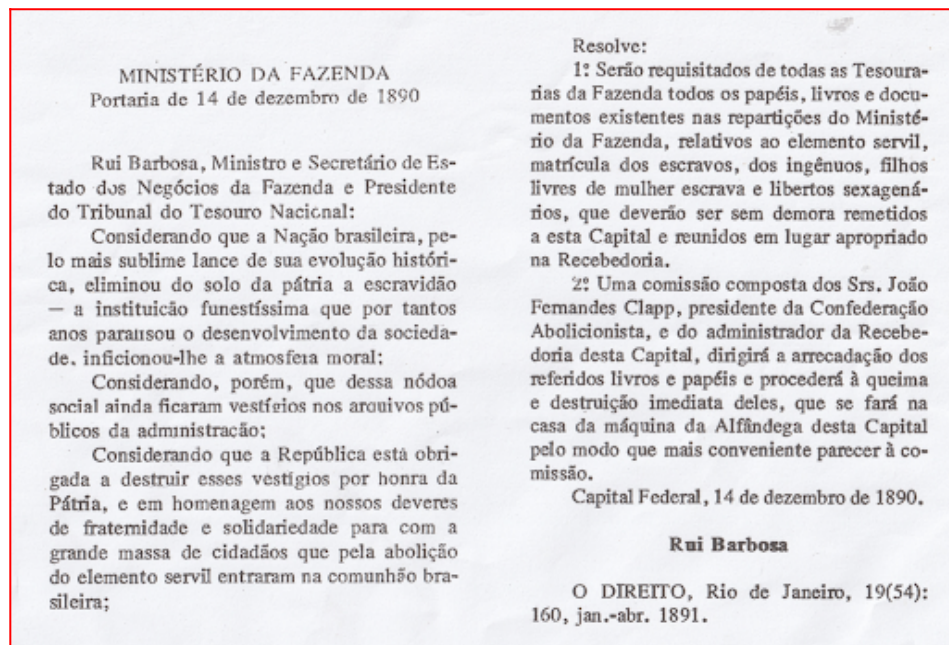 MINISTÉRIO DA FAZENDA
Portaria de 14 de dezembro de 1890
Rui Barbosa, Ministro e Secretário de Es-
tado dos Negócios da Fazenda e Presidente
do Tribunal do Tesouro Nacional:
Considerando que a Nação brasileira, pe-
lo mais sublime lance de sua evolução históri-
ca, eliminou do solo da pátria a escravidão
— a instituição funestíssima que por tantos
anos paralisou o desenvolvimento da socieda-
de, inficionou-lhe a atmosfera moral;
Considerando, porém, que dessa nódoa
social ainda ficaram vestígios nos arquivos pú-
blicos da administração;
Considerando que a República está obri-
gada a destruir esses vestígios por honra da
Pátria, e em homenagem aos nossos deveres
de fraternidade e solidariedade para com a
grande massa de cidadãos que pela abolição
do elemento servil entraram na comunhão bra-
sileira;
Resolve:
1º Serão requisitados de todas as Tesoura-
rias da Fazenda todos os papéis, livros e docu-
mentos existentes nas repartições do Ministé-
rio da Fazenda, relativos ao elemento servil,
matrícula dos escravos, dos ingênuos, filhos
livres de mulher escrava e libertos sexagená-
rios, que deverão ser sem demora remetidos
a esta Capital e reunidos em lugar apropriado
na Recebedoria.
2º Uma comissão composta dos Srs. João
Fernandes Clapp, presidente da Confederação
Abolicionista, e do administrador da Recebe-
doria desta Capital, dirigirá a arrecadação dos
referidos livros e papéis e procederá à queima
e destruição imediata deles, que se fará na
casa da máquina da Alfândega desta Capital
pelo modo que mais conveniente parecer à co-
missão.
Capital Federal, 14 de dezembro de 1890.
Rui Barbosa
O DIREITO, Rio de Janeiro, 19(54):
160, jan.-abr. 1891.